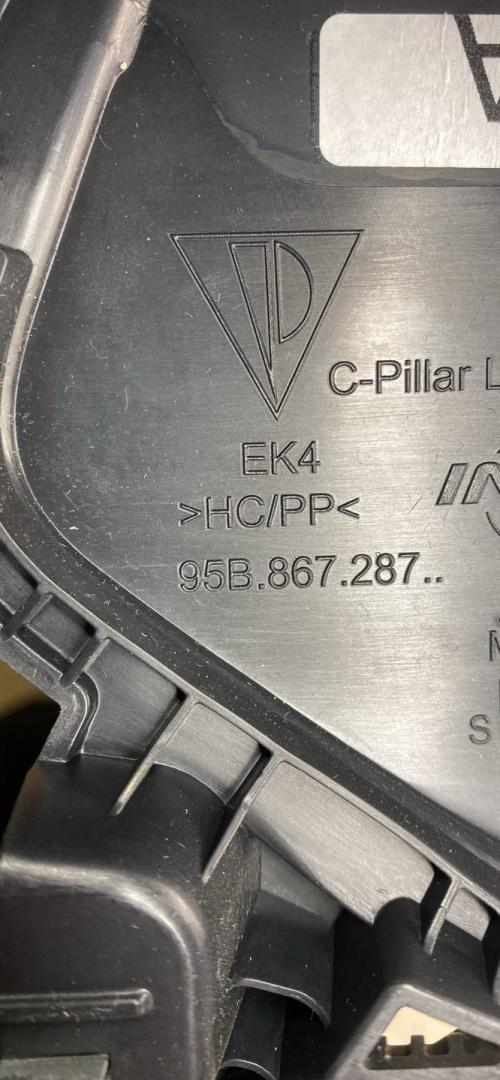 C-Pillar L
EK4
>HC/PP<
95B.867.287..
S